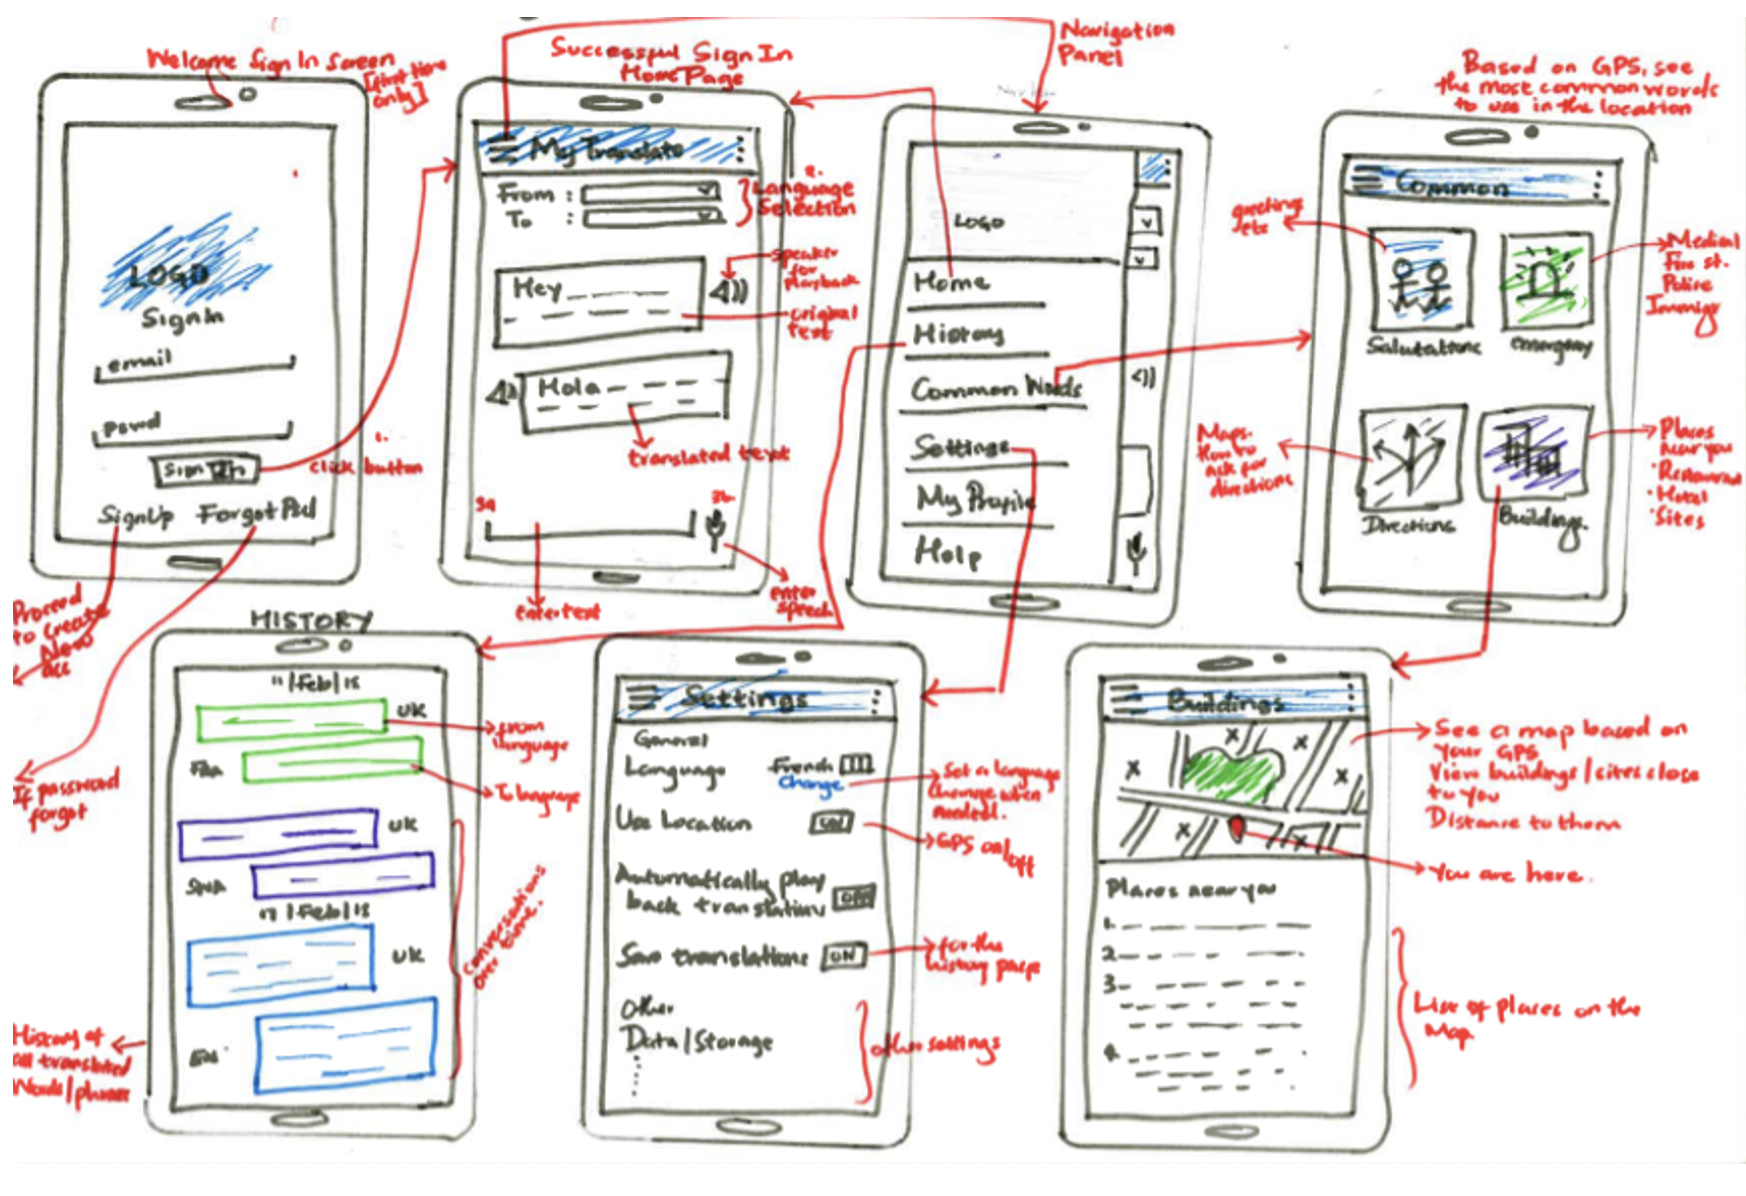 Welcome Sign In Screen
[first time
only]
LOGO
Sign In
email
pswd
Sign In
1.
click button
SignUp Forgot Psd
Proceed
to create
New
acc
If password
forgot
Successful Sign In
Home Page
My Translate
From :
To :
2.
Language
Selection
Hey
speaker
for
playback
original
text
Hola
translated text
3a
3b
enter text
enter
speech
Navigation
Panel
LOGO
Home
History
Common Words
Settings
My Profile
Help
Based on GPS, see
the most common words
to use in the location
Common
greetings
etc
Salutations
emergency
Medical
Fire st.
Police
Immig
Maps.
How to
ask for
directions
Directions
Buildings
Places
near you
· Hotel
· Sites
HISTORY
11 | Feb | 18
UK
from
language
FRA
To language
UK
SNA
| Feb | 18
UK
conversations
over time.
History of
all translated
Words/phrases
Settings
General
Language French
Change
Set a language
change when
needed.
Use Location ON
GPS on/off
Automatically play
back translations OFF
Save translations ON
for the
history page
Other
Data/Storage
other settings
Buildings
See a map based on
your GPS
View buildings/sites close
to you
Distance to them
You are here.
Places near you
1.
2.
3.
4.
List of places on the
Map